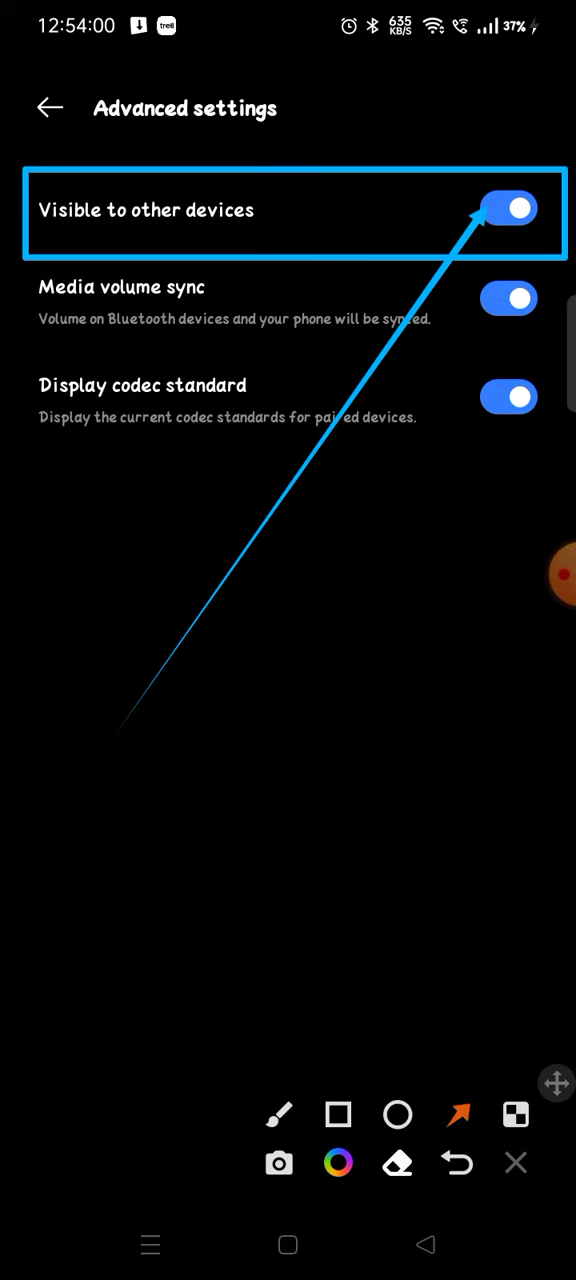 12:54:00 trell 635 KB/S 37%
Advanced settings
Visible to other devices
Media volume sync
Volume on Bluetooth devices and your phone will be synced.
Display codec standard
Display the current codec standards for paired devices.